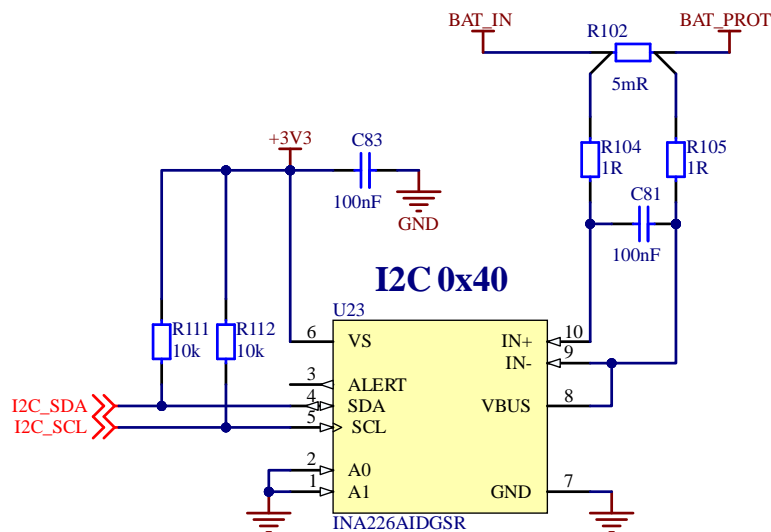 BAT_IN
BAT_PROT
R102
5mR
+3V3
C83
100nF
GND
R104
1R
R105
1R
C81
100nF
I2C 0x40
U23
R111
10k
R112
10k
6
VS
IN+
10
IN-
9
3
ALERT
I2C_SDA
4
SDA
VBUS
8
I2C_SCL
5
SCL
2
A0
1
A1
GND
7
INA226AIDGSR